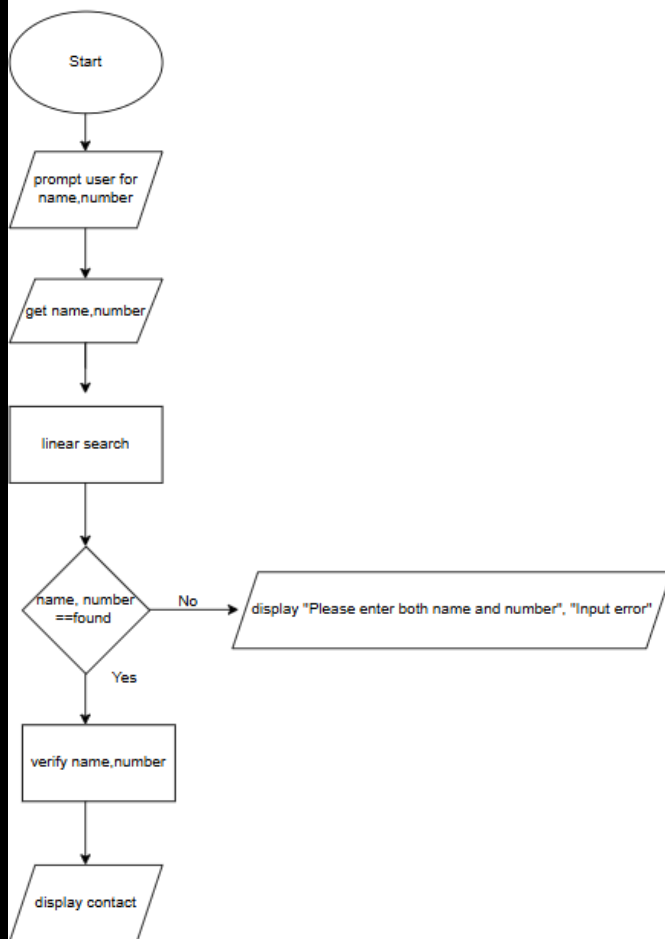 Start
prompt user for
name,number
get name,number
linear search
name, number
==found
No
display "Please enter both name and number", "Input error"
Yes
verify name,number
display contact